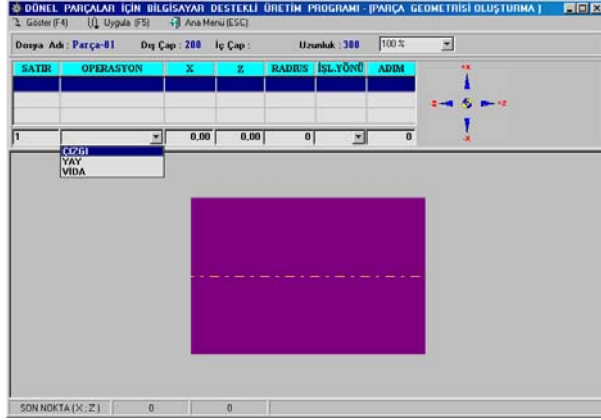 DÖNEL PARÇALAR İÇİN BİLGİSAYAR DESTEKLİ ÜRETİM PROGRAMI - [PARÇA GEOMETRİSİ OLUŞTURMA ]
Göster (F4) Uygula (F5) Ana Menü (ESC)
Dosya Adı : Parça-01 Dış Çap : 200 İç Çap : Uzunluk : 300 100 %
SATIR OPERASYON X Z RADIUS İŞL.YÖNÜ ADIM
+X
-Z +Z
-X
1 0,00 0,00 0 0
ÇİZGİ
YAY
VİDA
SON NOKTA ( X ; Z ) 0 0